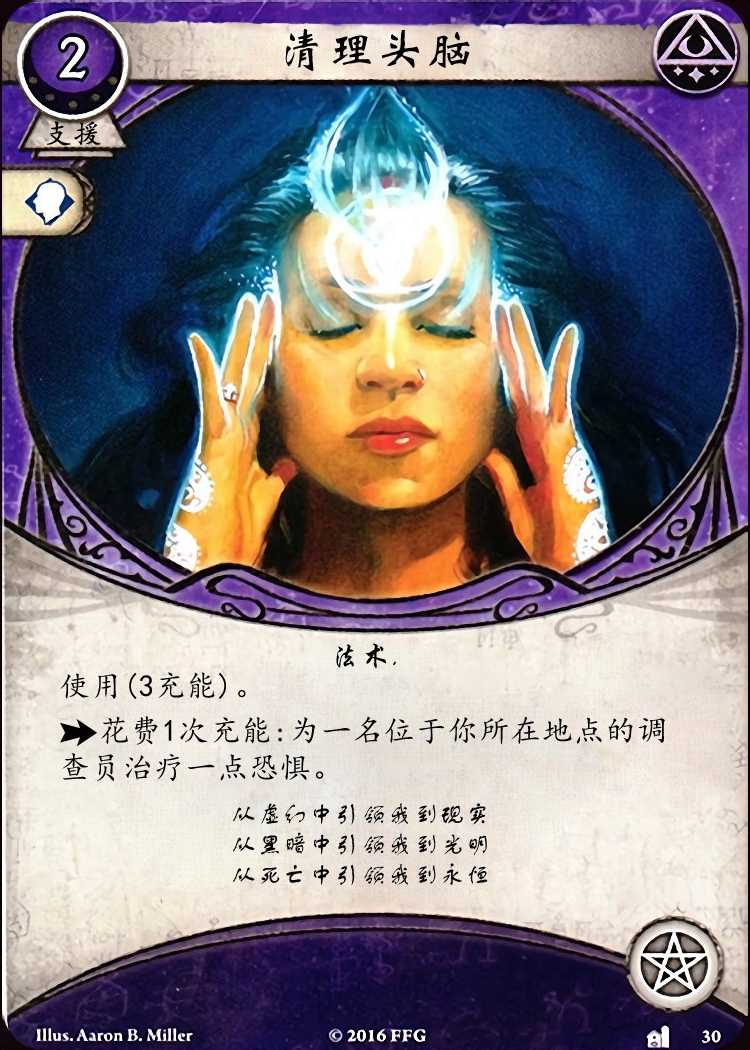 2
清理头脑
支援
法术.
使用(3充能)。
花费1次充能:为一名位于你所在地点的调
查员治疗一点恐惧。
从虚幻中引领我到现实
从黑暗中引领我到光明
从死亡中引领我到永恒
Illus. Aaron B. Miller
© 2016 FFG
30